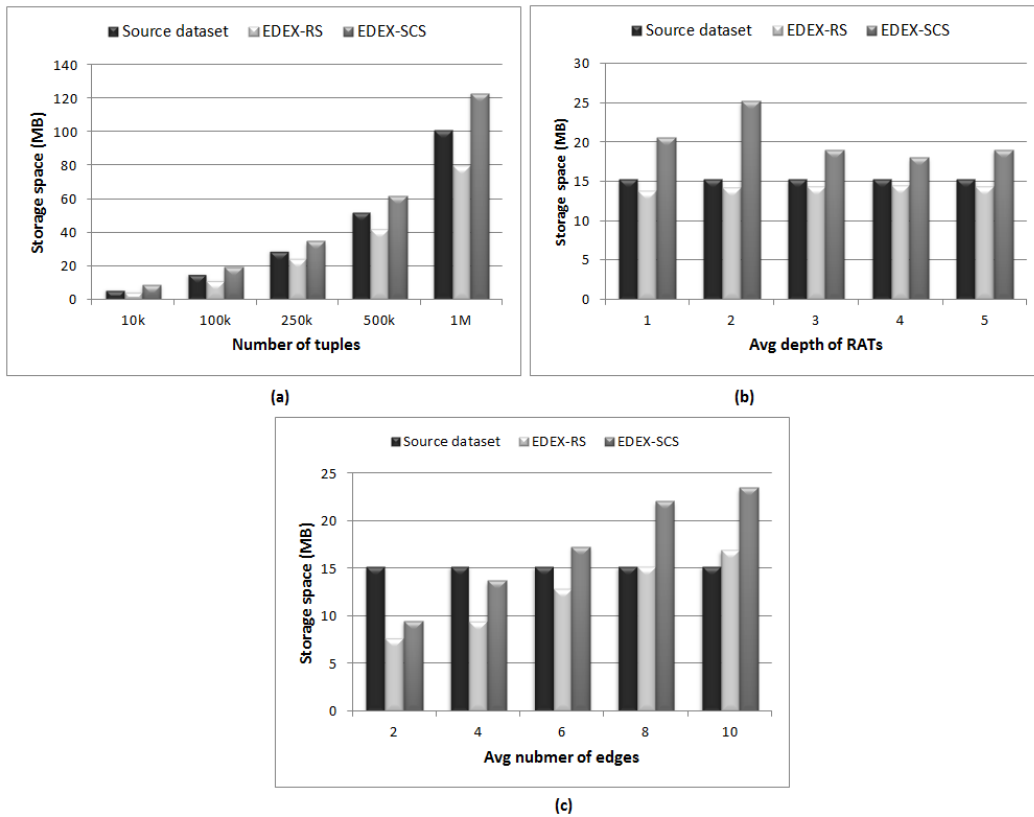 Source dataset EDEX-RS EDEX-SCS
Storage space (MB)
140
120
100
80
60
40
20
0
10k 100k 250k 500k 1M
Number of tuples
(a)
Source dataset EDEX-RS EDEX-SCS
Storage space (MB)
30
25
20
15
10
5
0
1 2 3 4 5
Avg depth of RATs
(b)
Source dataset EDEX-RS EDEX-SCS
Storage space (MB)
25
20
15
10
5
0
2 4 6 8 10
Avg nubmer of edges
(c)